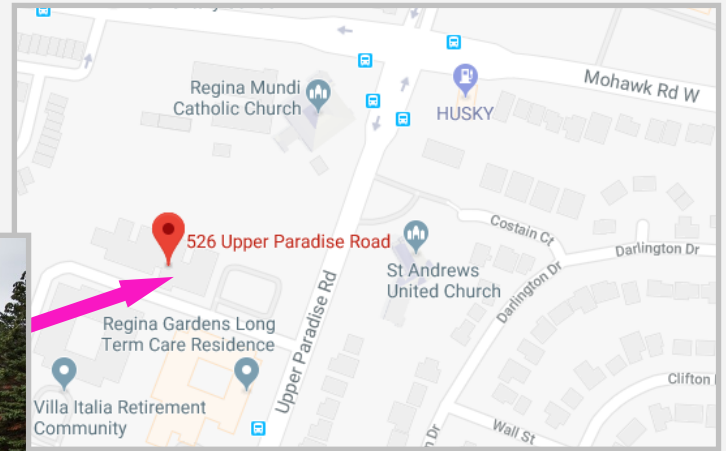 Mohawk Rd W
Regina Mundi
Catholic Church
HUSKY
Costain Ct
526 Upper Paradise Road
Darlington Dr
St Andrews
United Church
Darlington Dr
Upper Paradise Rd
Regina Gardens Long
Term Care Residence
Clifton
Villa Italia Retirement
Community
Wall St
Dr